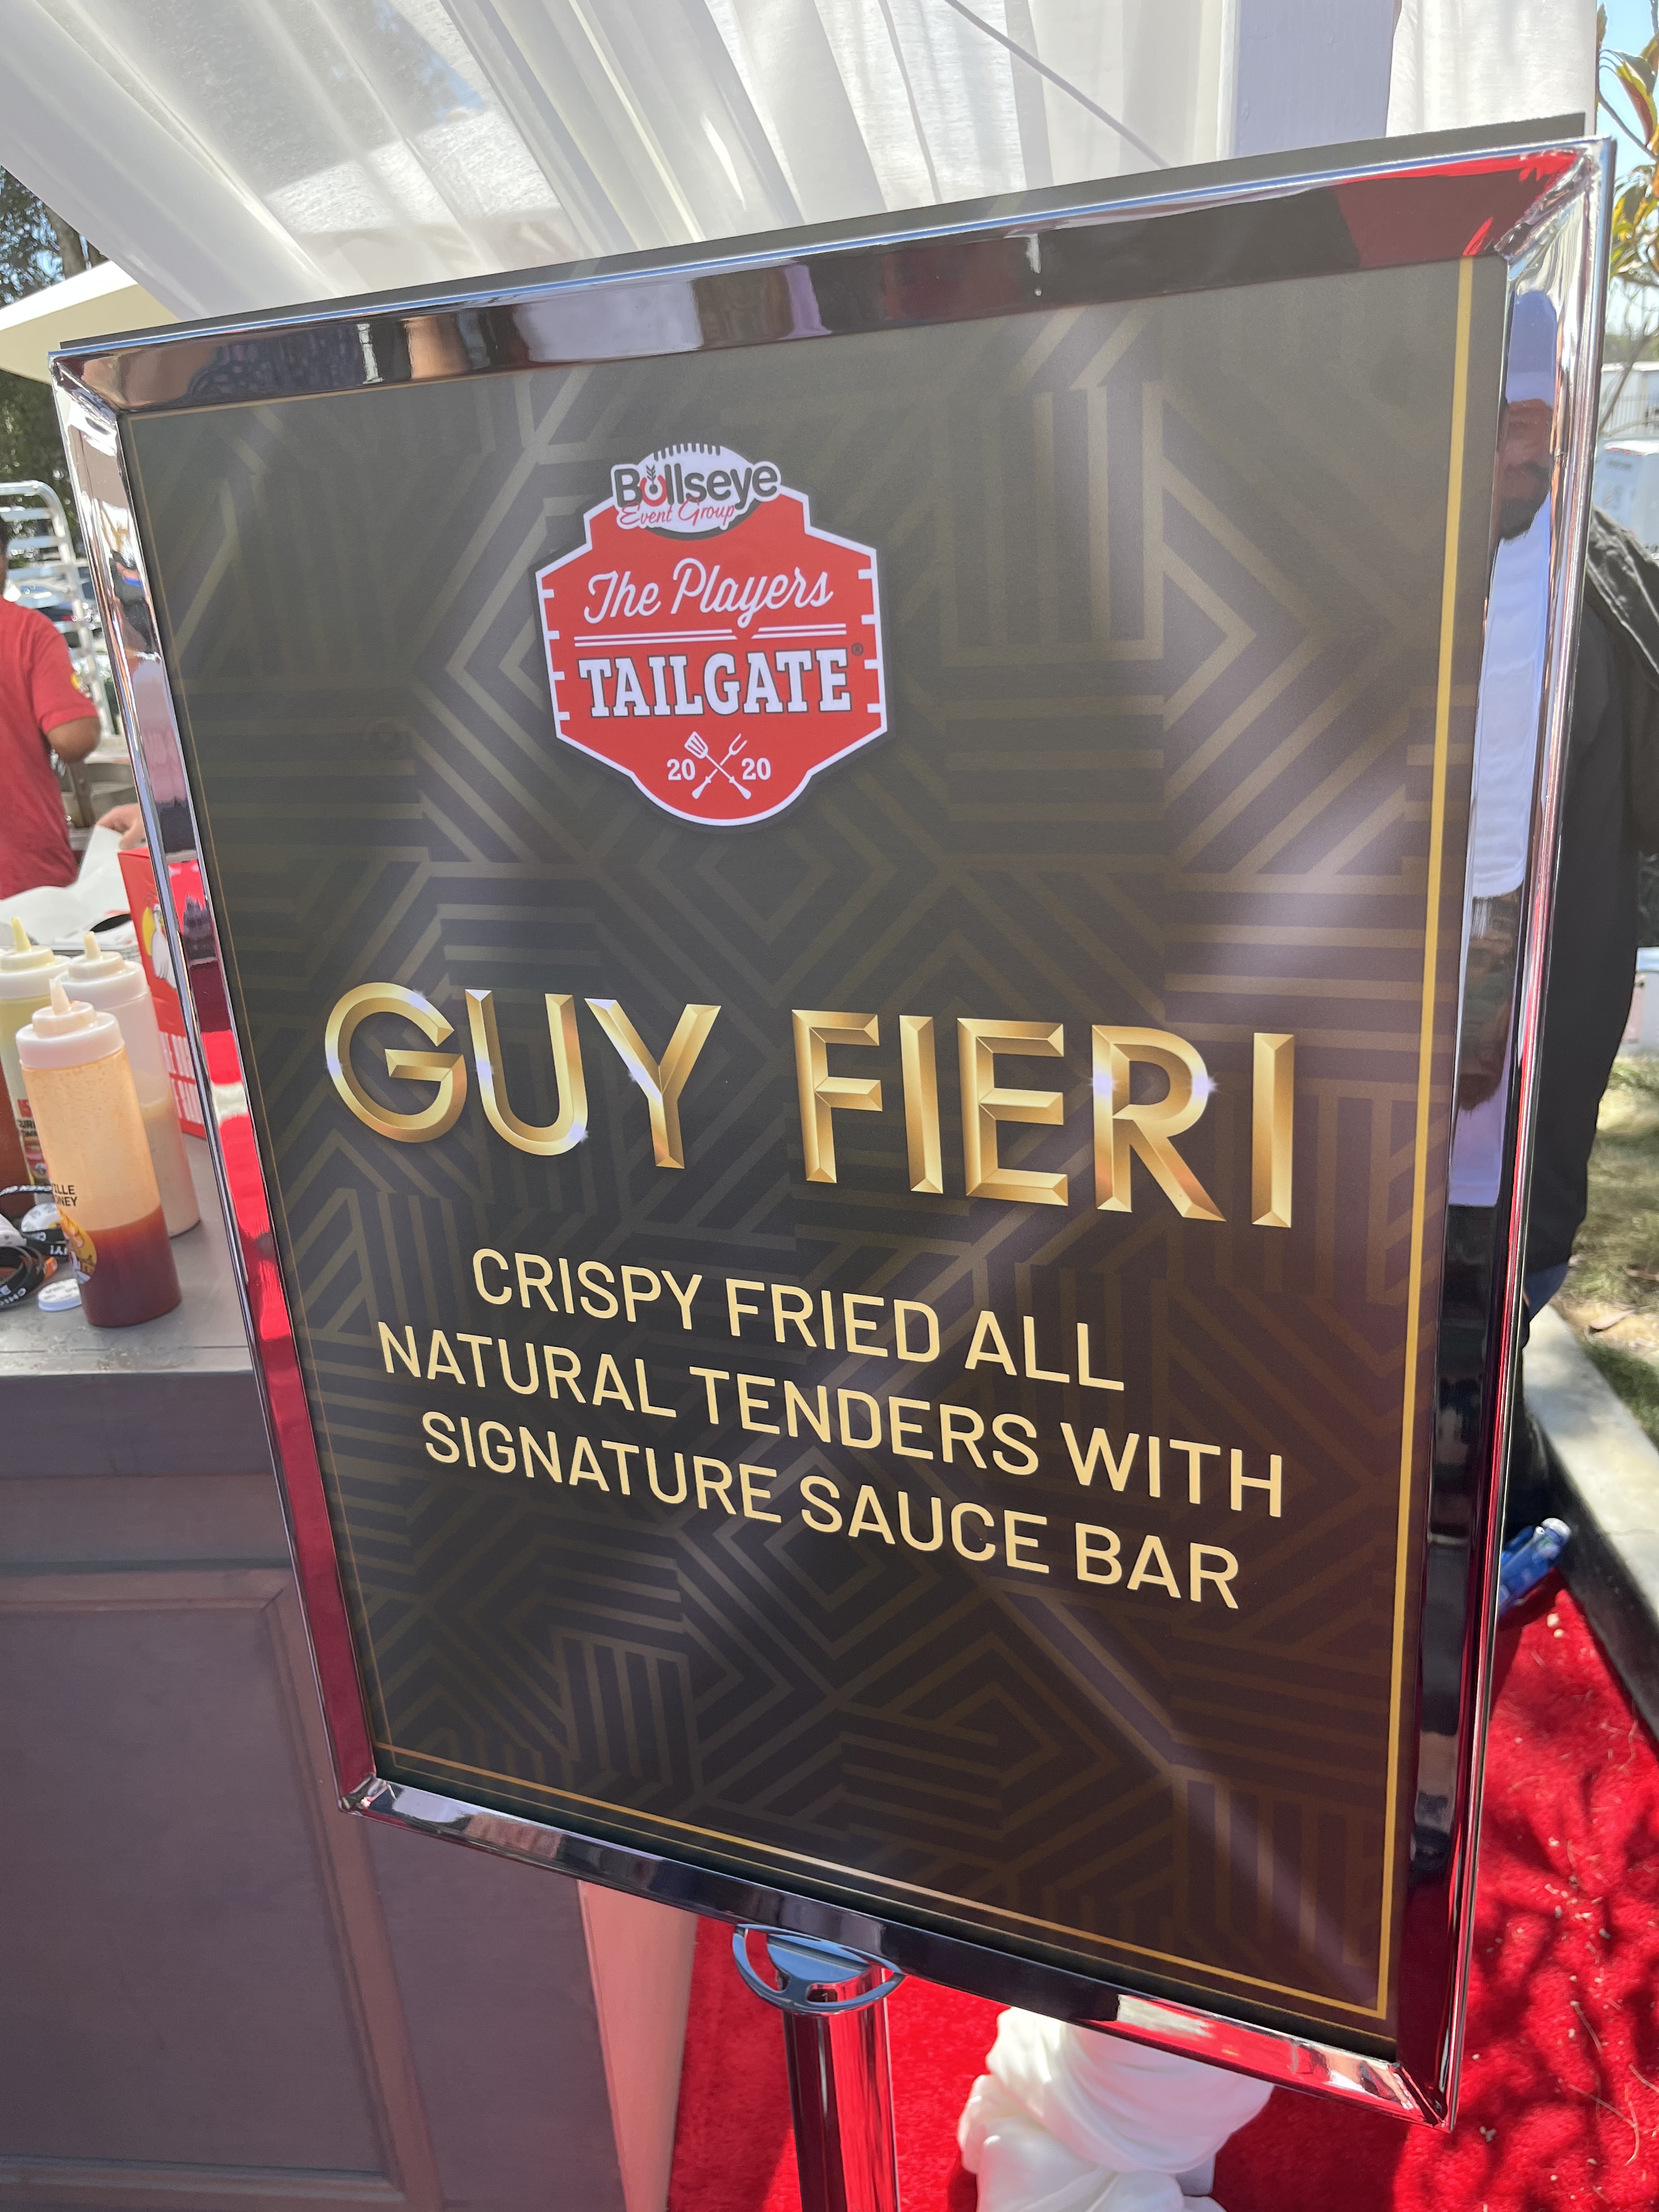 Bullseye
Event Group
The Players
TAILGATE®
20 20
GUY FIERI
CRISPY FRIED ALL
NATURAL TENDERS WITH
SIGNATURE SAUCE BAR